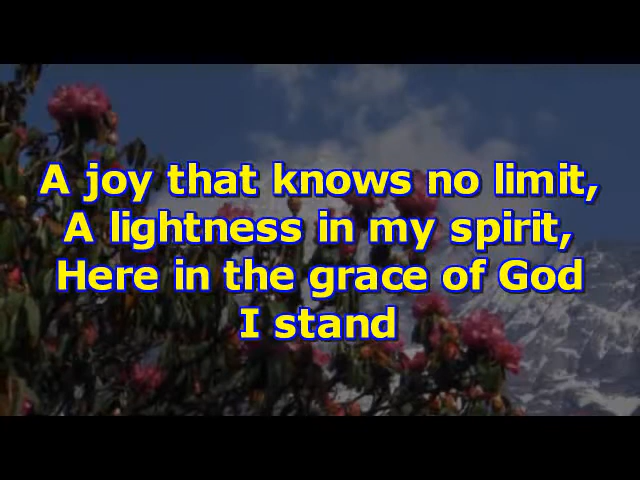 A joy that knows no limit,
A lightness in my spirit,
Here in the grace of God
I stand